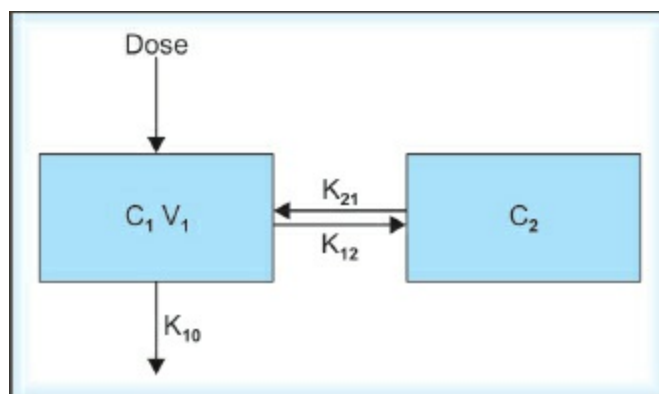 Dose
C₁ V₁
K₂₁
K₁₂
C₂
K₁₀